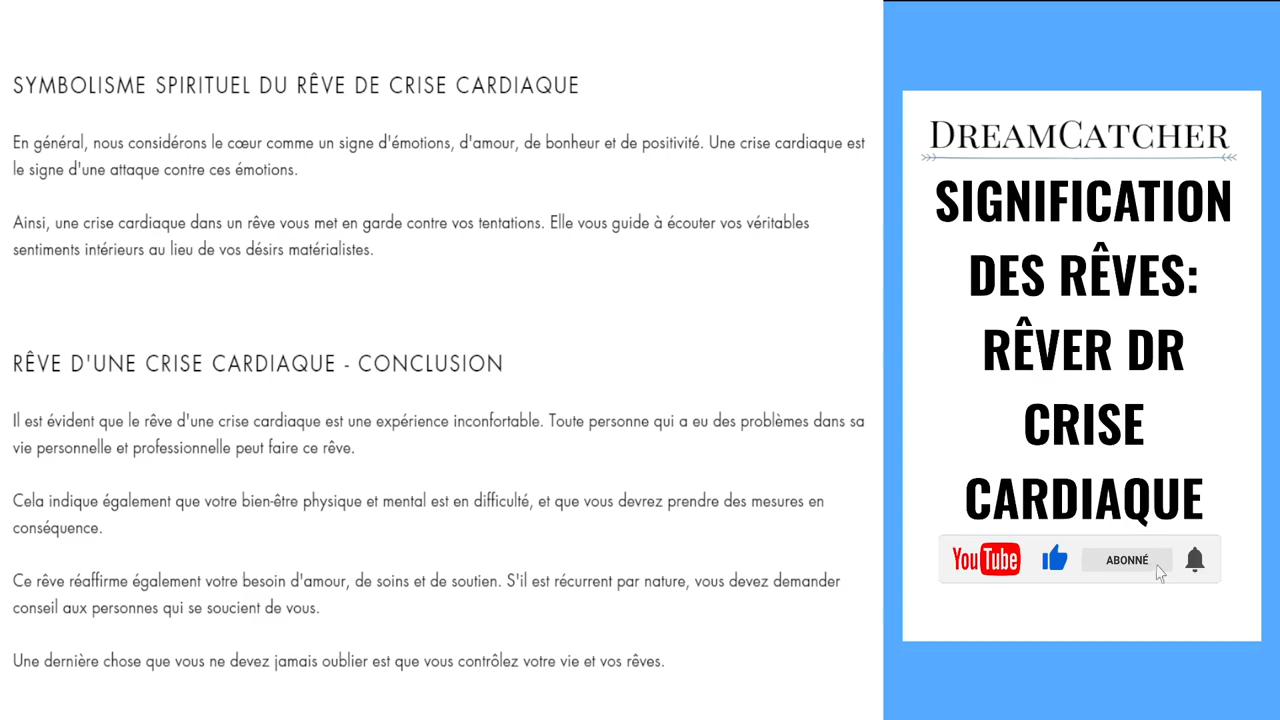 SYMBOLISME SPIRITUEL DU RÊVE DE CRISE CARDIAQUE
En général, nous considérons le cœur comme un signe d'émotions, d'amour, de bonheur et de positivité. Une crise cardiaque est
le signe d'une attaque contre ces émotions.
Ainsi, une crise cardiaque dans un rêve vous met en garde contre vos tentations. Elle vous guide à écouter vos véritables
sentiments intérieurs au lieu de vos désirs matérialistes.
RÊVE D'UNE CRISE CARDIAQUE - CONCLUSION
Il est évident que le rêve d'une crise cardiaque est une expérience inconfortable. Toute personne qui a eu des problèmes dans sa
vie personnelle et professionnelle peut faire ce rêve.
Cela indique également que votre bien-être physique et mental est en difficulté, et que vous devrez prendre des mesures en
conséquence.
Ce rêve réaffirme également votre besoin d'amour, de soins et de soutien. S'il est récurrent par nature, vous devez demander
conseil aux personnes qui se soucient de vous.
Une dernière chose que vous ne devez jamais oublier est que vous contrôlez votre vie et vos rêves.
DREAMCATCHER
SIGNIFICATION
DES RÊVES:
RÊVER DR
CRISE
CARDIAQUE
YouTube
ABONNÉ